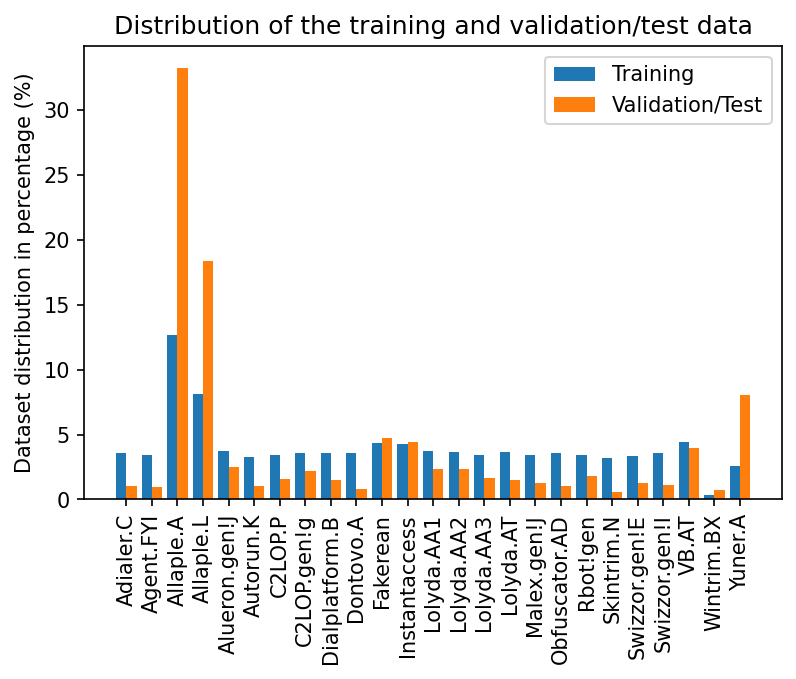 Distribution of the training and validation/test data
Training
Validation/Test
Dataset distribution in percentage (%)
30
25
20
15
10
5
0
Adialer.C
Agent.FYI
Allaple.A
Allaple.L
Alueron.gen!J
Autorun.K
C2LOP.P
C2LOP.gen!g
Dialplatform.B
Dontovo.A
Fakerean
Instantaccess
Lolyda.AA1
Lolyda.AA2
Lolyda.AA3
Lolyda.AT
Malex.gen!J
Obfuscator.AD
Rbot!gen
Skintrim.N
Swizzor.gen!E
Swizzor.gen!I
VB.AT
Wintrim.BX
Yuner.A